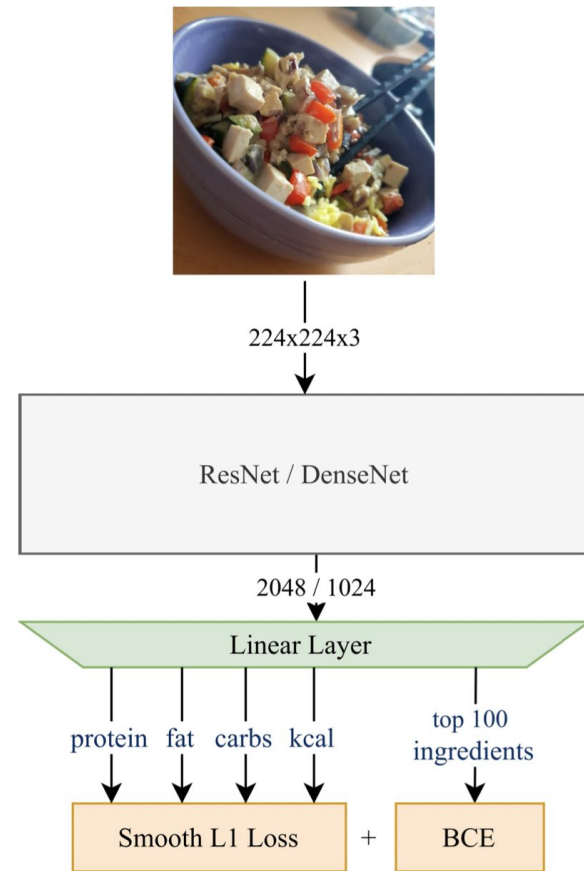 224x224x3
ResNet / DenseNet
2048 / 1024
Linear Layer
protein fat carbs kcal
top 100
ingredients
Smooth L1 Loss + BCE